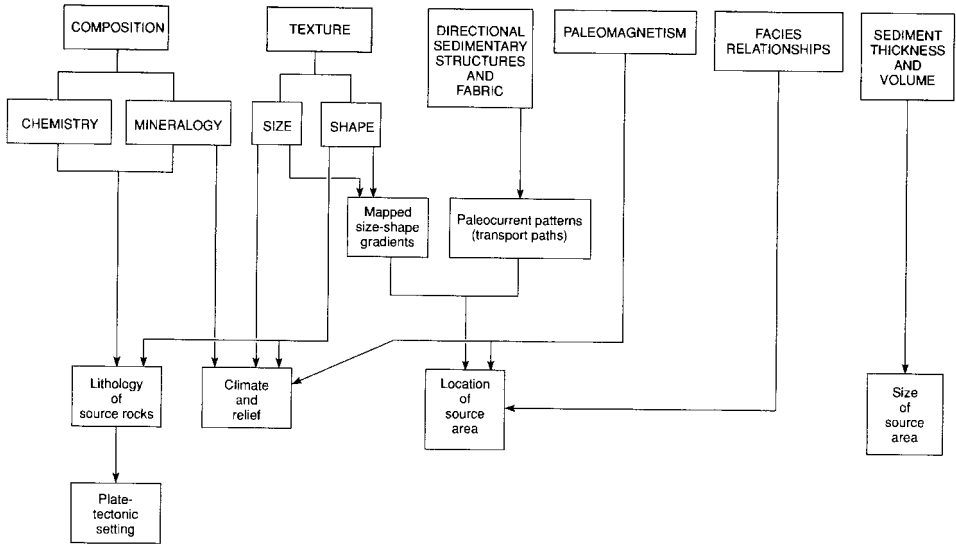 COMPOSITION
TEXTURE
DIRECTIONAL
SEDIMENTARY
STRUCTURES
AND
FABRIC
PALEOMAGNETISM
FACIES
RELATIONSHIPS
SEDIMENT
THICKNESS
AND
VOLUME
CHEMISTRY
MINERALOGY
SIZE
SHAPE
Mapped
size-shape
gradients
Paleocurrent patterns
(transport paths)
Lithology
of
source rocks
Climate
and
relief
Location
of
source
area
Size
of
source
area
Plate-
tectonic
setting